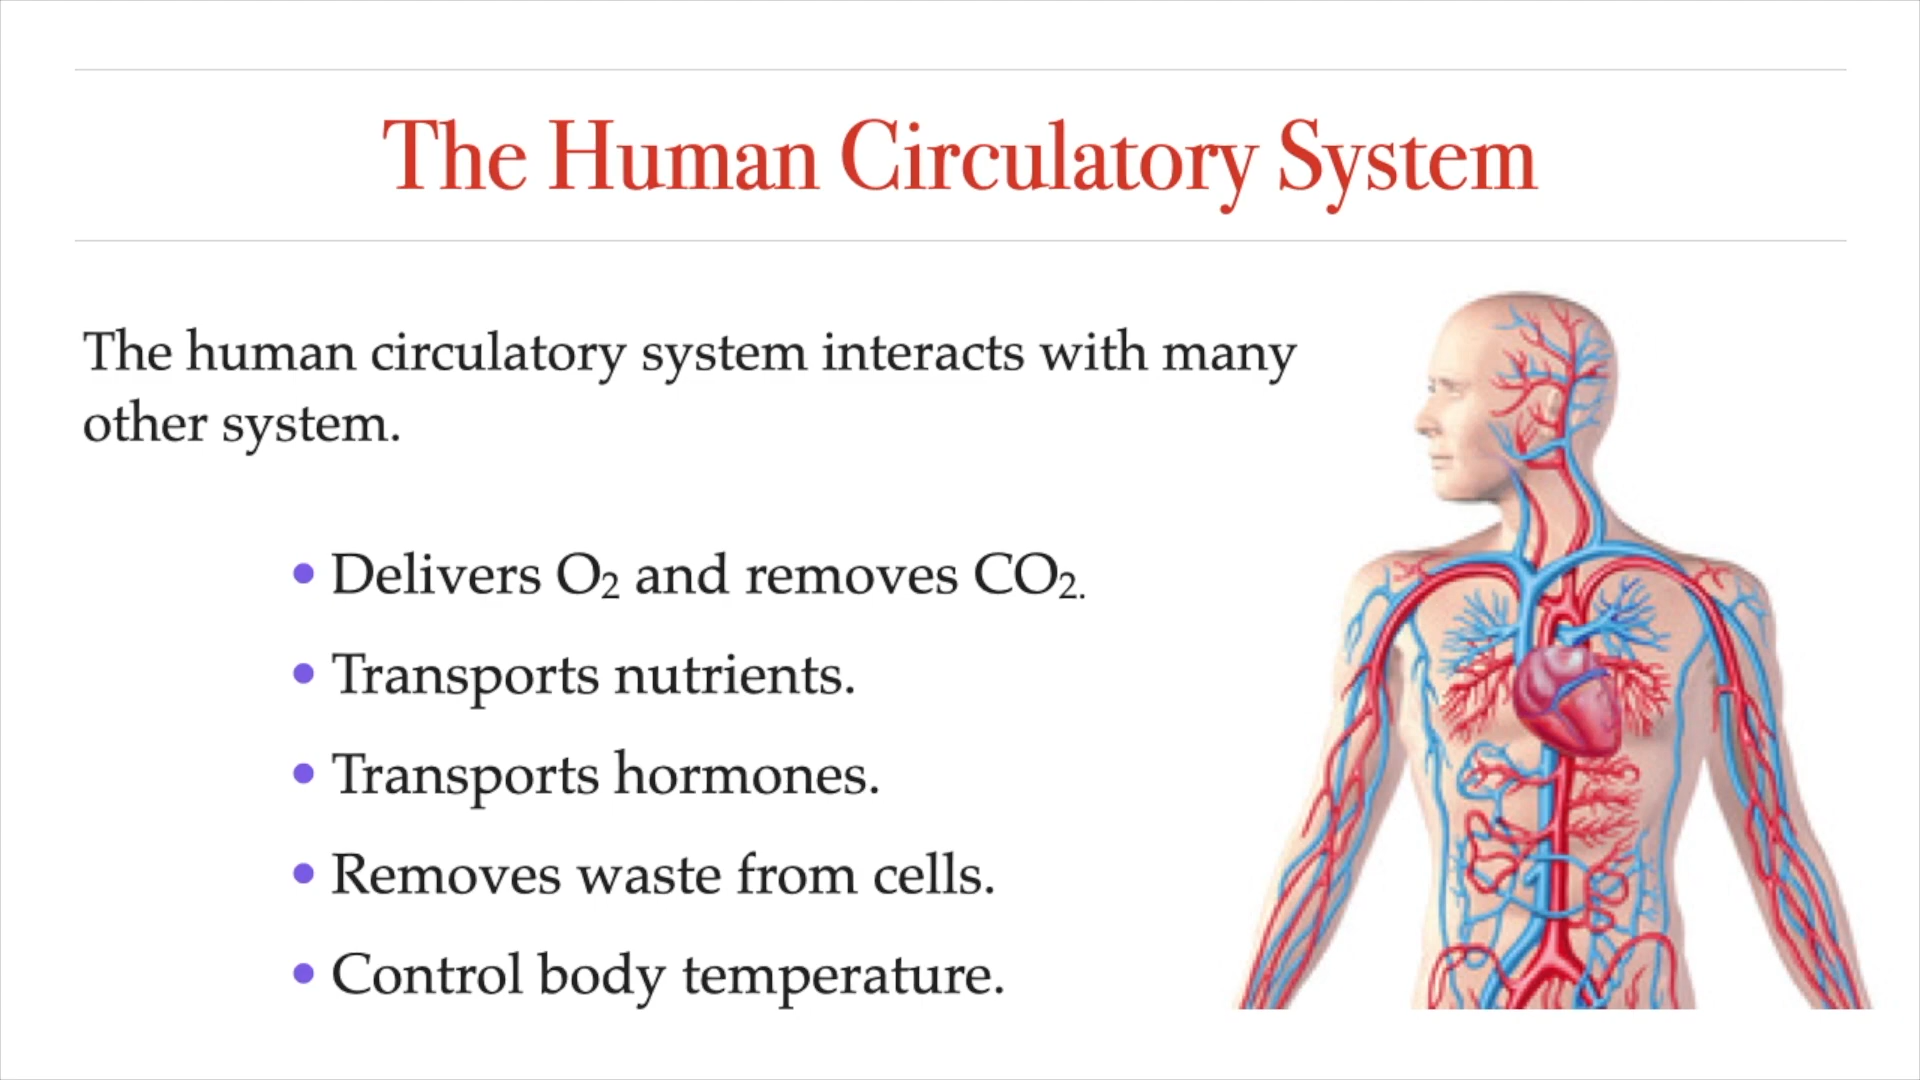 The Human Circulatory System
The human circulatory system interacts with many
other system.
• Delivers O₂ and removes CO₂.
• Transports nutrients.
• Transports hormones.
• Removes waste from cells.
• Control body temperature.